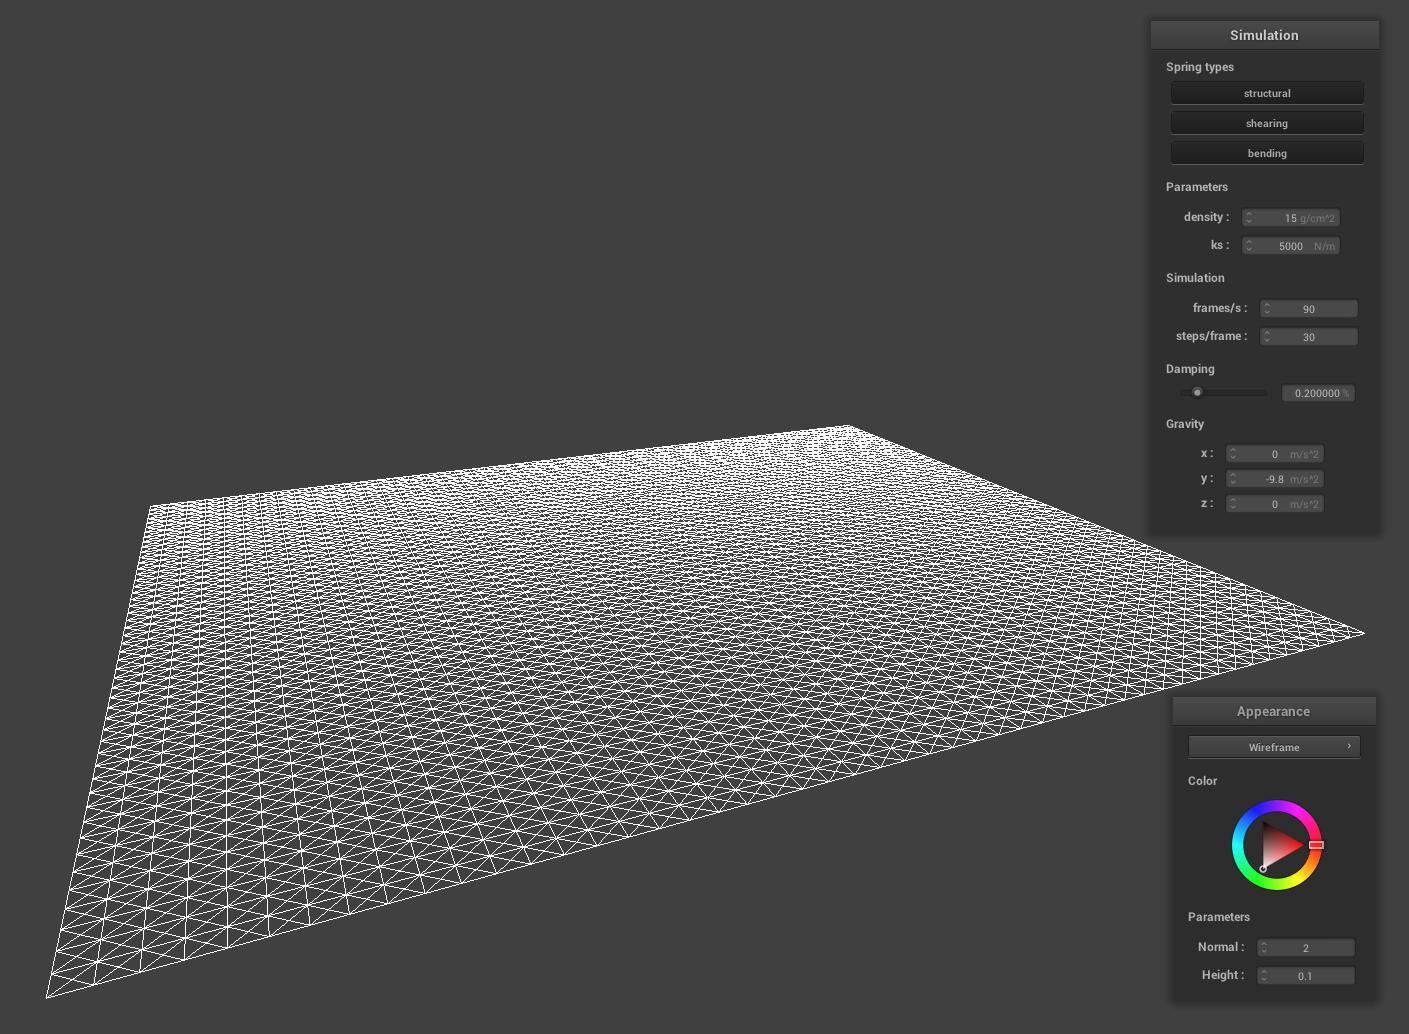 Simulation
Spring types
structural
shearing
bending
Parameters
density : 15 g/cm^2
ks : 5000 N/m
Simulation
frames/s : 90
steps/frame : 30
Damping
0.200000 %
Gravity
x : 0 m/s^2
y : -9.8 m/s^2
z : 0 m/s^2
Appearance
Wireframe ›
Color
Parameters
Normal : 2
Height : 0.1